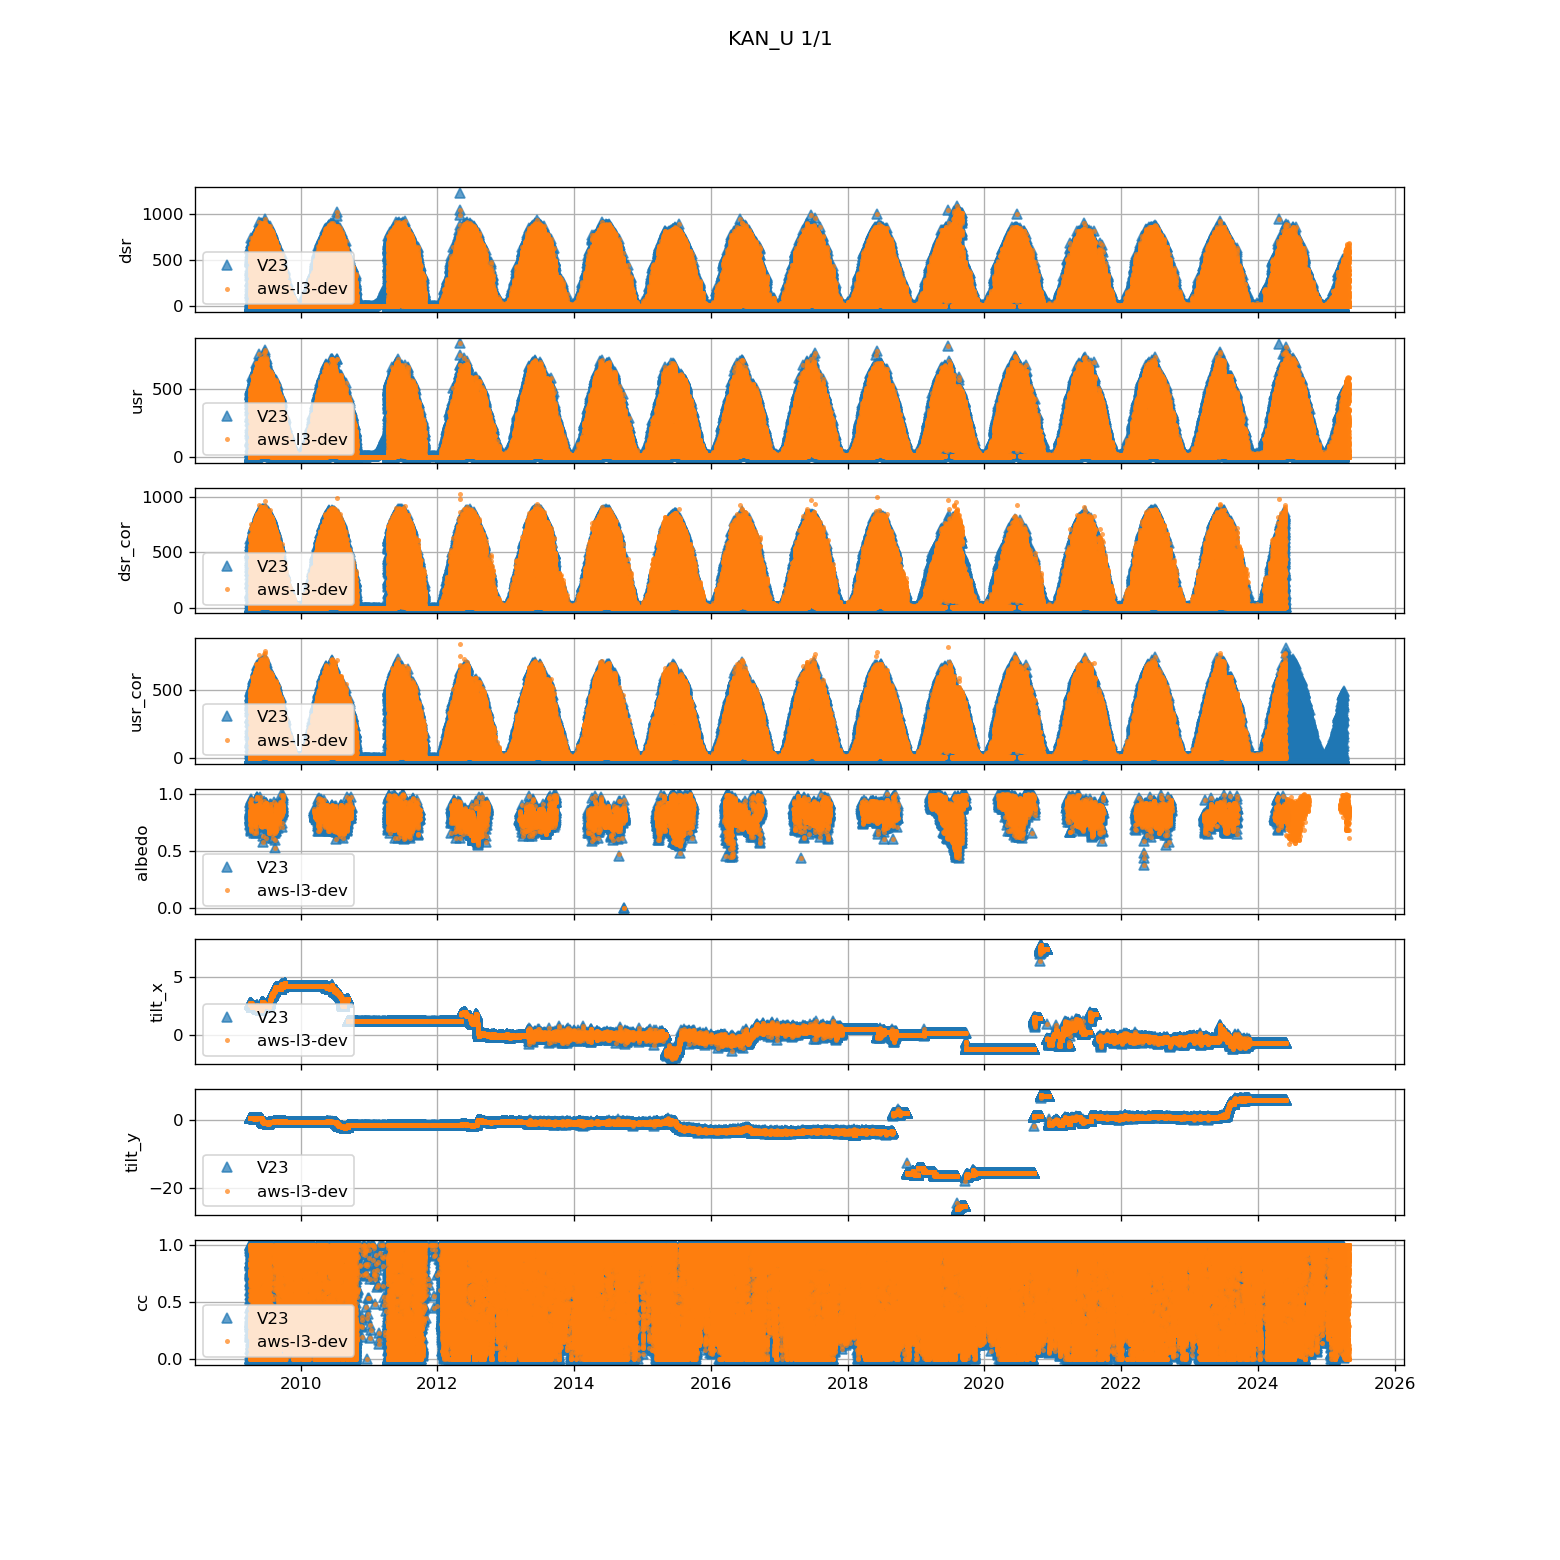 KAN_U 1/1
dsr
1000
500
0
V23
aws-l3-dev
usr
500
0
V23
aws-l3-dev
dsr_cor
1000
500
0
V23
aws-l3-dev
usr_cor
500
0
V23
aws-l3-dev
albedo
1.0
0.5
0.0
V23
aws-l3-dev
tilt_x
5
0
V23
aws-l3-dev
tilt_y
0
−20
V23
aws-l3-dev
cc
1.0
0.5
0.0
V23
aws-l3-dev
2010 2012 2014 2016 2018 2020 2022 2024 2026